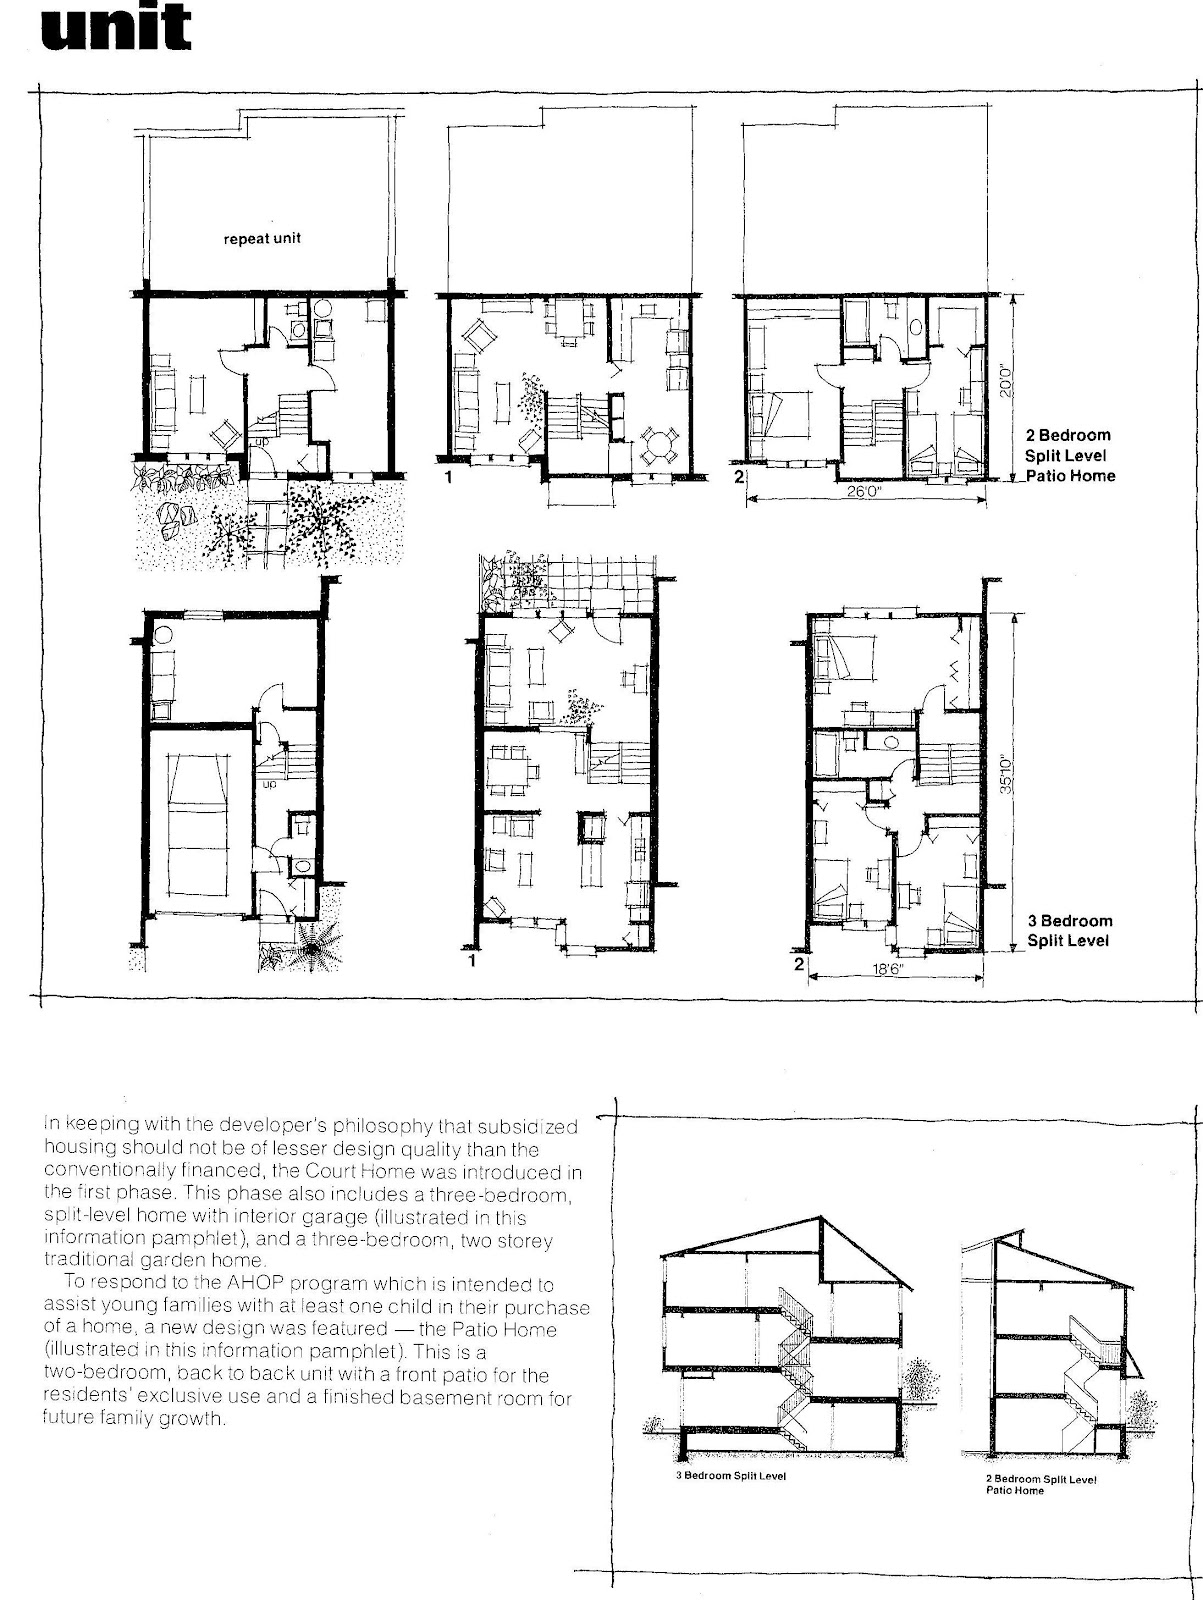 unit
repeat unit
up
1
2
20'0"
26'0"
2 Bedroom
Split Level
Patio Home
up
1
2
35'10"
18'6"
3 Bedroom
Split Level
In keeping with the developer's philosophy that subsidized
housing should not be of lesser design quality than the
conventionally financed, the Court Home was introduced in
the first phase. This phase also includes a three-bedroom,
split-level home with interior garage (illustrated in this
information pamphlet), and a three-bedroom, two storey
traditional garden home.
To respond to the AHOP program which is intended to
assist young families with at least one child in their purchase
of a home, a new design was featured — the Patio Home
(illustrated in this information pamphlet). This is a
two-bedroom, back to back unit with a front patio for the
residents' exclusive use and a finished basement room for
future family growth.
3 Bedroom Split Level
2 Bedroom Split Level
Patio Home